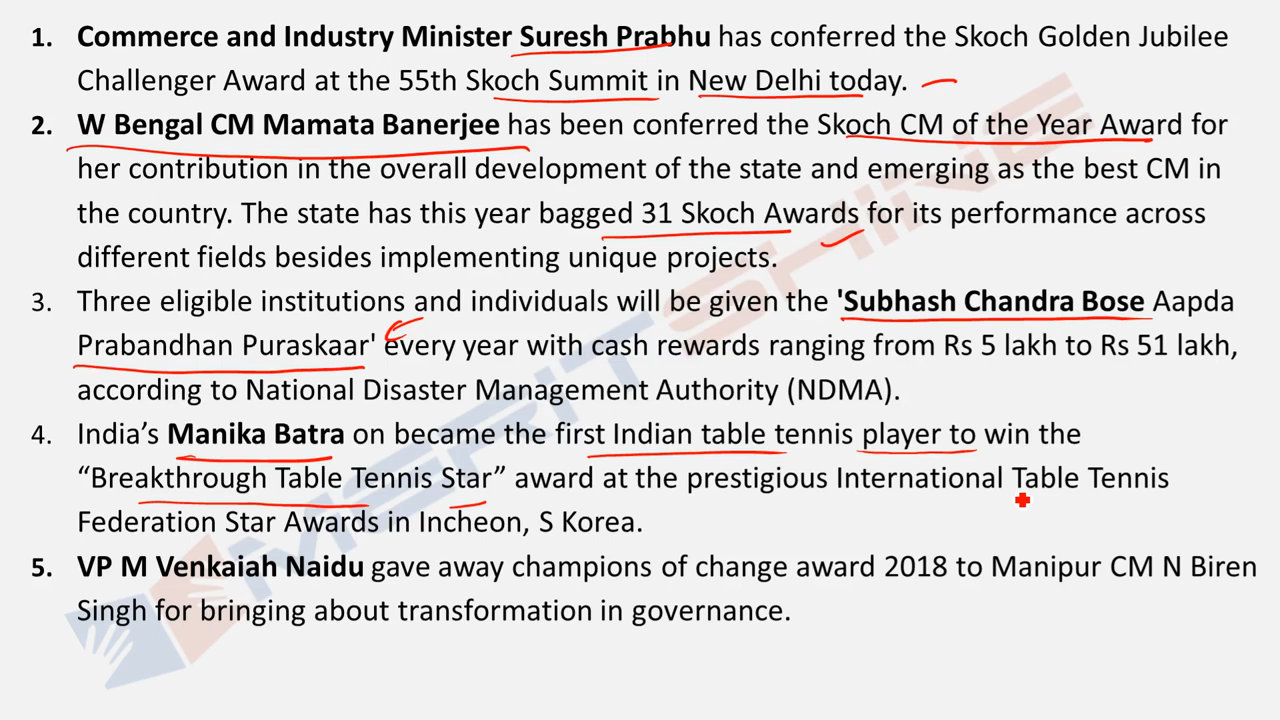 1. Commerce and Industry Minister Suresh Prabhu has conferred the Skoch Golden Jubilee
Challenger Award at the 55th Skoch Summit in New Delhi today.
2. W Bengal CM Mamata Banerjee has been conferred the Skoch CM of the Year Award for
her contribution in the overall development of the state and emerging as the best CM in
the country. The state has this year bagged 31 Skoch Awards for its performance across
different fields besides implementing unique projects.
3. Three eligible institutions and individuals will be given the 'Subhash Chandra Bose Aapda
Prabandhan Puraskaar' every year with cash rewards ranging from Rs 5 lakh to Rs 51 lakh,
according to National Disaster Management Authority (NDMA).
4. India’s Manika Batra on became the first Indian table tennis player to win the
“Breakthrough Table Tennis Star” award at the prestigious International Table Tennis
Federation Star Awards in Incheon, S Korea.
5. VP M Venkaiah Naidu gave away champions of change award 2018 to Manipur CM N Biren
Singh for bringing about transformation in governance.